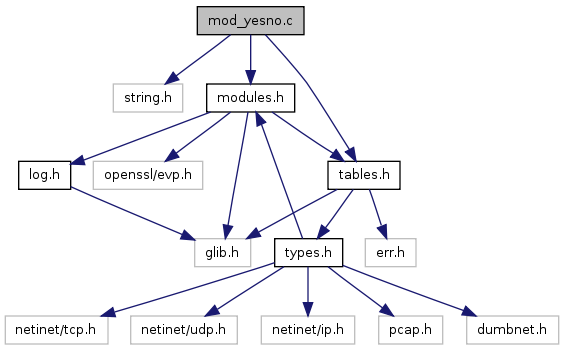 mod_yesno.c
string.h
modules.h
log.h
openssl/evp.h
tables.h
glib.h
types.h
err.h
netinet/tcp.h
netinet/udp.h
netinet/ip.h
pcap.h
dumbnet.h